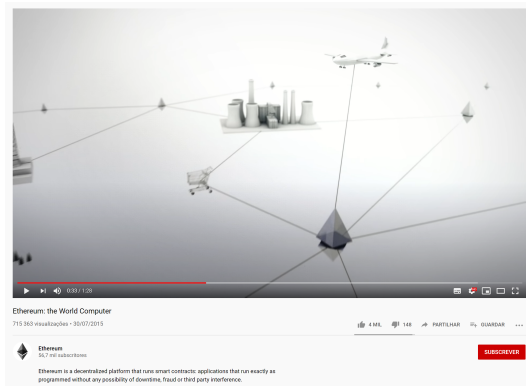 0:33 / 1:28
Ethereum: the World Computer
715 363 visualizações • 30/07/2015
4 MIL 148 PARTILHAR GUARDAR
Ethereum
56,7 mil subscritores
SUBSCREVER
Ethereum is a decentralized platform that runs smart contracts: applications that run exactly as
programmed without any possibility of downtime, fraud or third party interference.